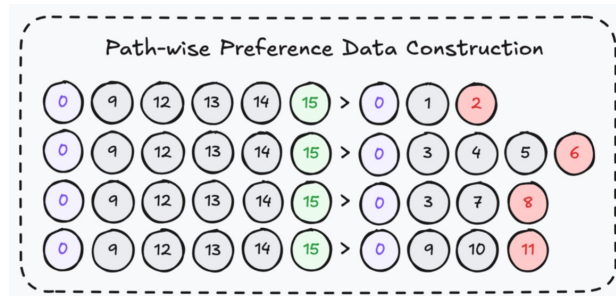 Path-wise Preference Data Construction
0 9 12 13 14 15 > 0 1 2
0 9 12 13 14 15 > 0 3 4 5 6
0 9 12 13 14 15 > 0 3 7 8
0 9 12 13 14 15 > 0 9 10 11